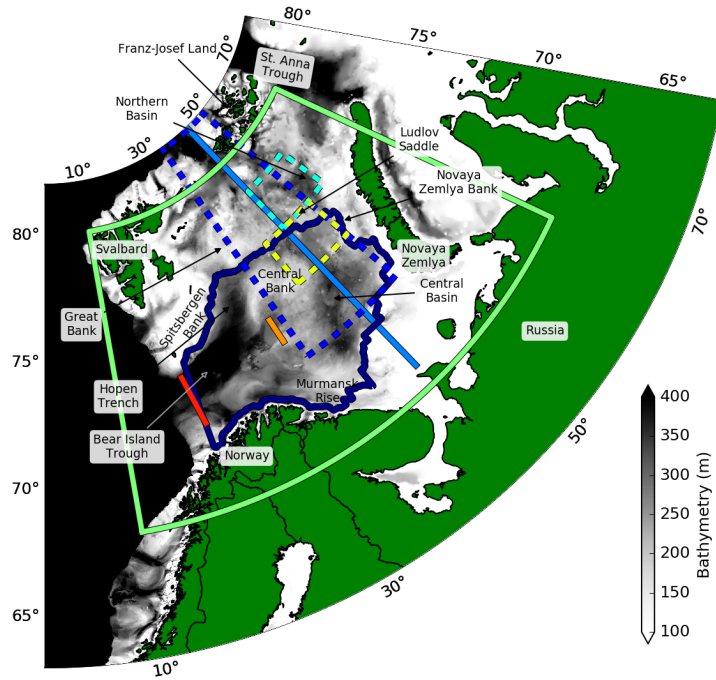 80°
75°
70°
65°
Franz-Josef Land
70°
St. Anna
Trough
50°
Northern
Basin
30°
10°
Ludlov
Saddle
Novaya
Zemlya Bank
70°
80°
Svalbard
Novaya
Zemlya
Central
Bank
Central
Basin
Great
Bank
Spitsbergen
Bank
Russia
75°
Hopen
Trench
Murmansk
Rise
Bear Island
Trough
Norway
50°
70°
30°
65°
10°
400
350
300
250
200
150
100
Bathymetry (m)